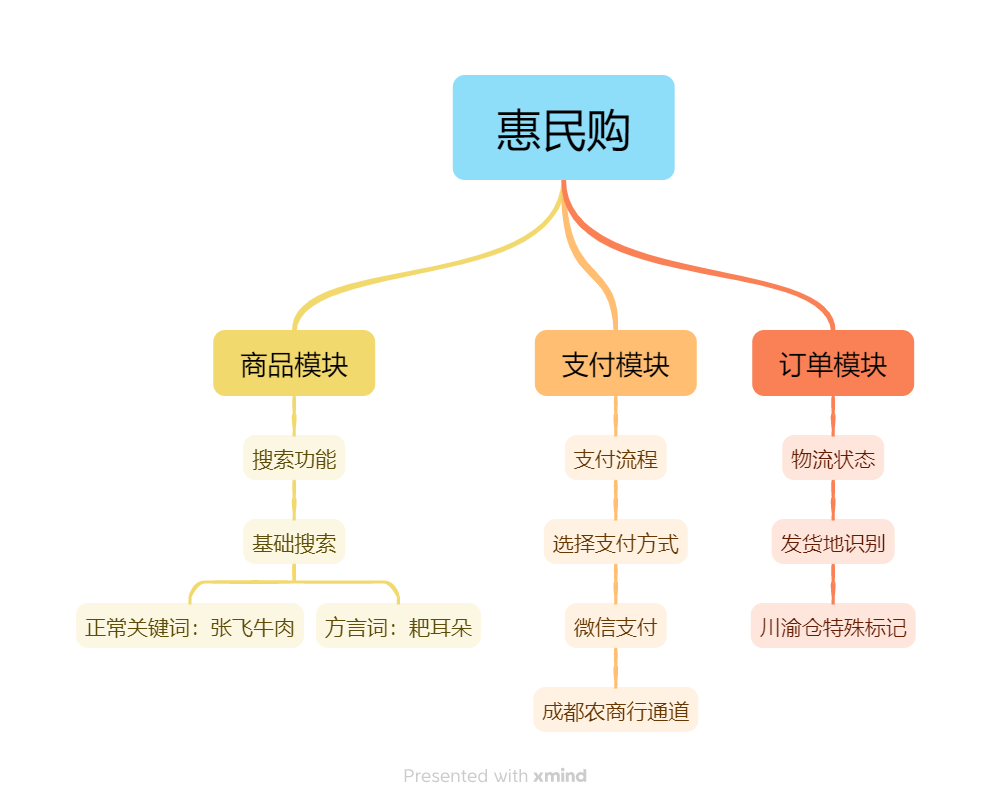 惠民购
商品模块
支付模块
订单模块
搜索功能
支付流程
物流状态
基础搜索
选择支付方式
发货地识别
正常关键词：张飞牛肉
方言词：耙耳朵
微信支付
川渝仓特殊标记
成都农商行通道
Presented with xmind